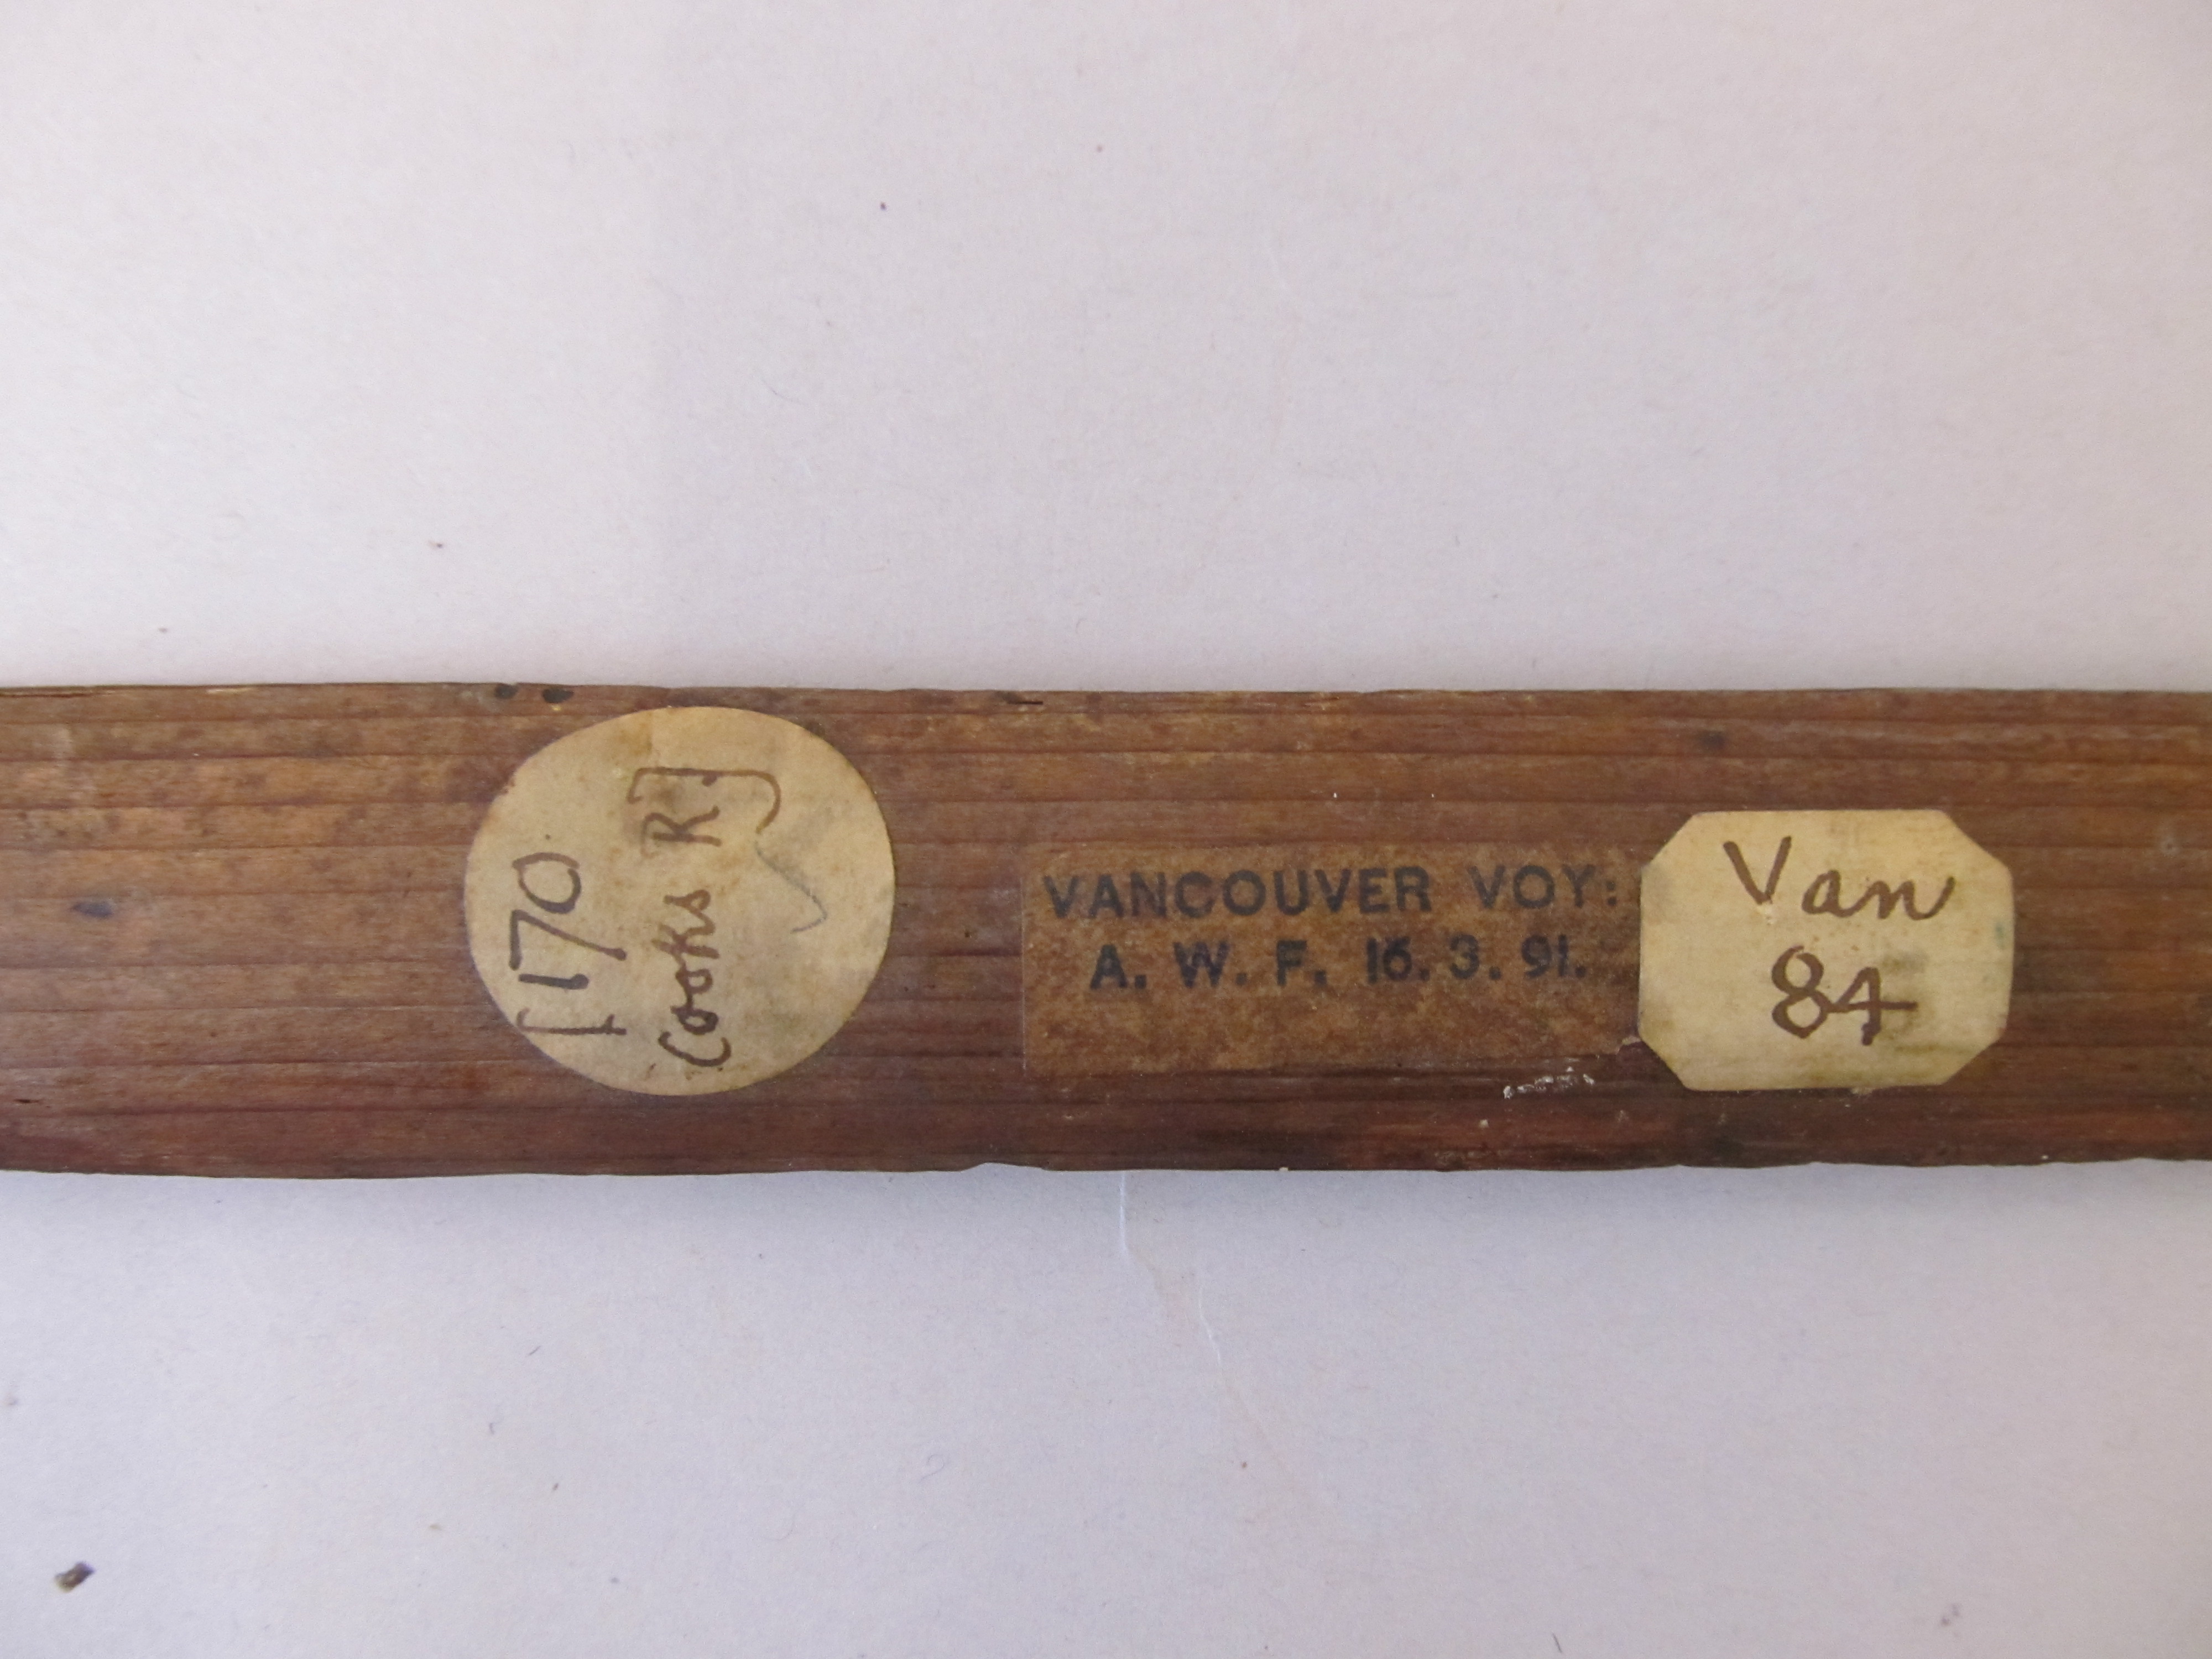 [170
Cooks R]
VANCOUVER VOY:
A. W. F. 16. 3. 91.
Van
84